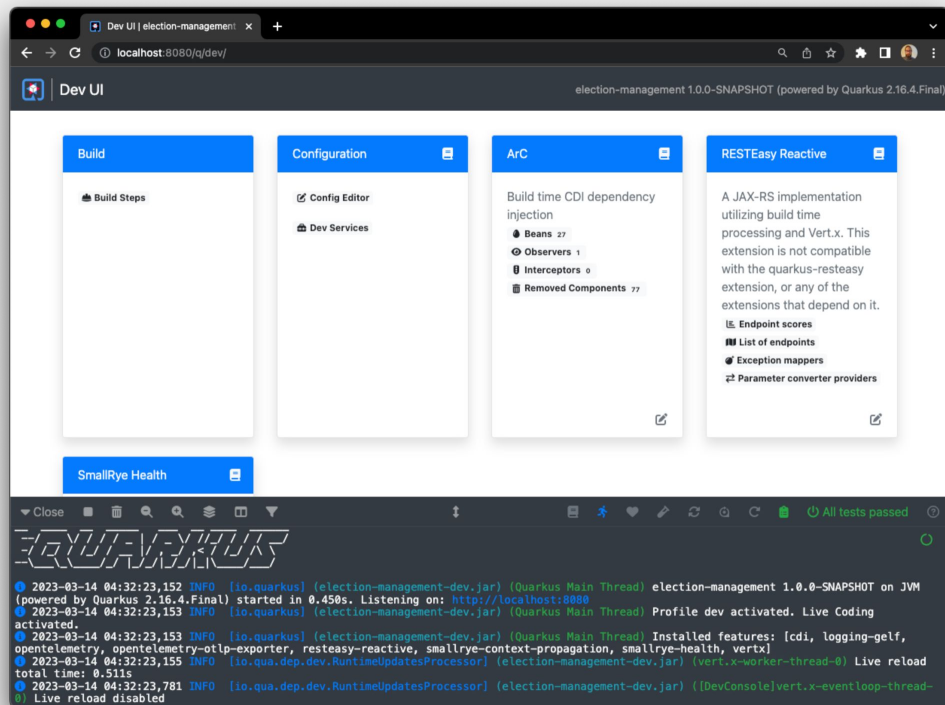 Dev UI | election-management
localhost:8080/q/dev/
Dev UI
election-management 1.0.0-SNAPSHOT (powered by Quarkus 2.16.4.Final)
Build
Build Steps
Configuration
Config Editor
Dev Services
ArC
Build time CDI dependency
injection
Beans 27
Observers 1
Interceptors 0
Removed Components 77
RESTEasy Reactive
A JAX-RS implementation
utilizing build time
processing and Vert.x. This
extension is not compatible
with the quarkus-resteasy
extension, or any of the
extensions that depend on it.
Endpoint scores
List of endpoints
Exception mappers
Parameter converter providers
SmallRye Health
Close
All tests passed
2023-03-14 04:32:23,152 INFO [io.quarkus] (election-management-dev.jar) (Quarkus Main Thread) election-management 1.0.0-SNAPSHOT on JVM
(powered by Quarkus 2.16.4.Final) started in 0.450s. Listening on: http://localhost:8080
2023-03-14 04:32:23,153 INFO [io.quarkus] (election-management-dev.jar) (Quarkus Main Thread) Profile dev activated. Live Coding
activated.
2023-03-14 04:32:23,153 INFO [io.quarkus] (election-management-dev.jar) (Quarkus Main Thread) Installed features: [cdi, logging-gelf,
opentelemetry, opentelemetry-otlp-exporter, resteasy-reactive, smallrye-context-propagation, smallrye-health, vertx]
2023-03-14 04:32:23,155 INFO [io.qua.dep.dev.RuntimeUpdatesProcessor] (election-management-dev.jar) (vert.x-worker-thread-0) Live reload
total time: 0.511s
2023-03-14 04:32:23,781 INFO [io.qua.dep.dev.RuntimeUpdatesProcessor] (election-management-dev.jar) ([DevConsole]vert.x-eventloop-thread-
0) Live reload disabled